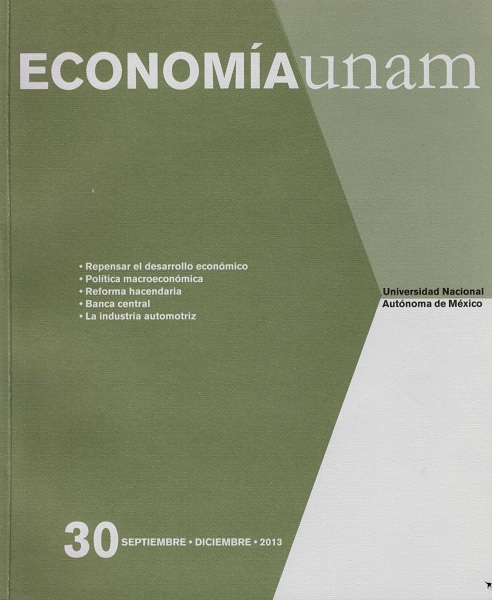 ECONOMÍAunam
• Repensar el desarrollo económico
• Política macroeconómica
• Reforma hacendaria
• Banca central
• La industria automotriz
Universidad Nacional
Autónoma de México
30 SEPTIEMBRE • DICIEMBRE • 2013